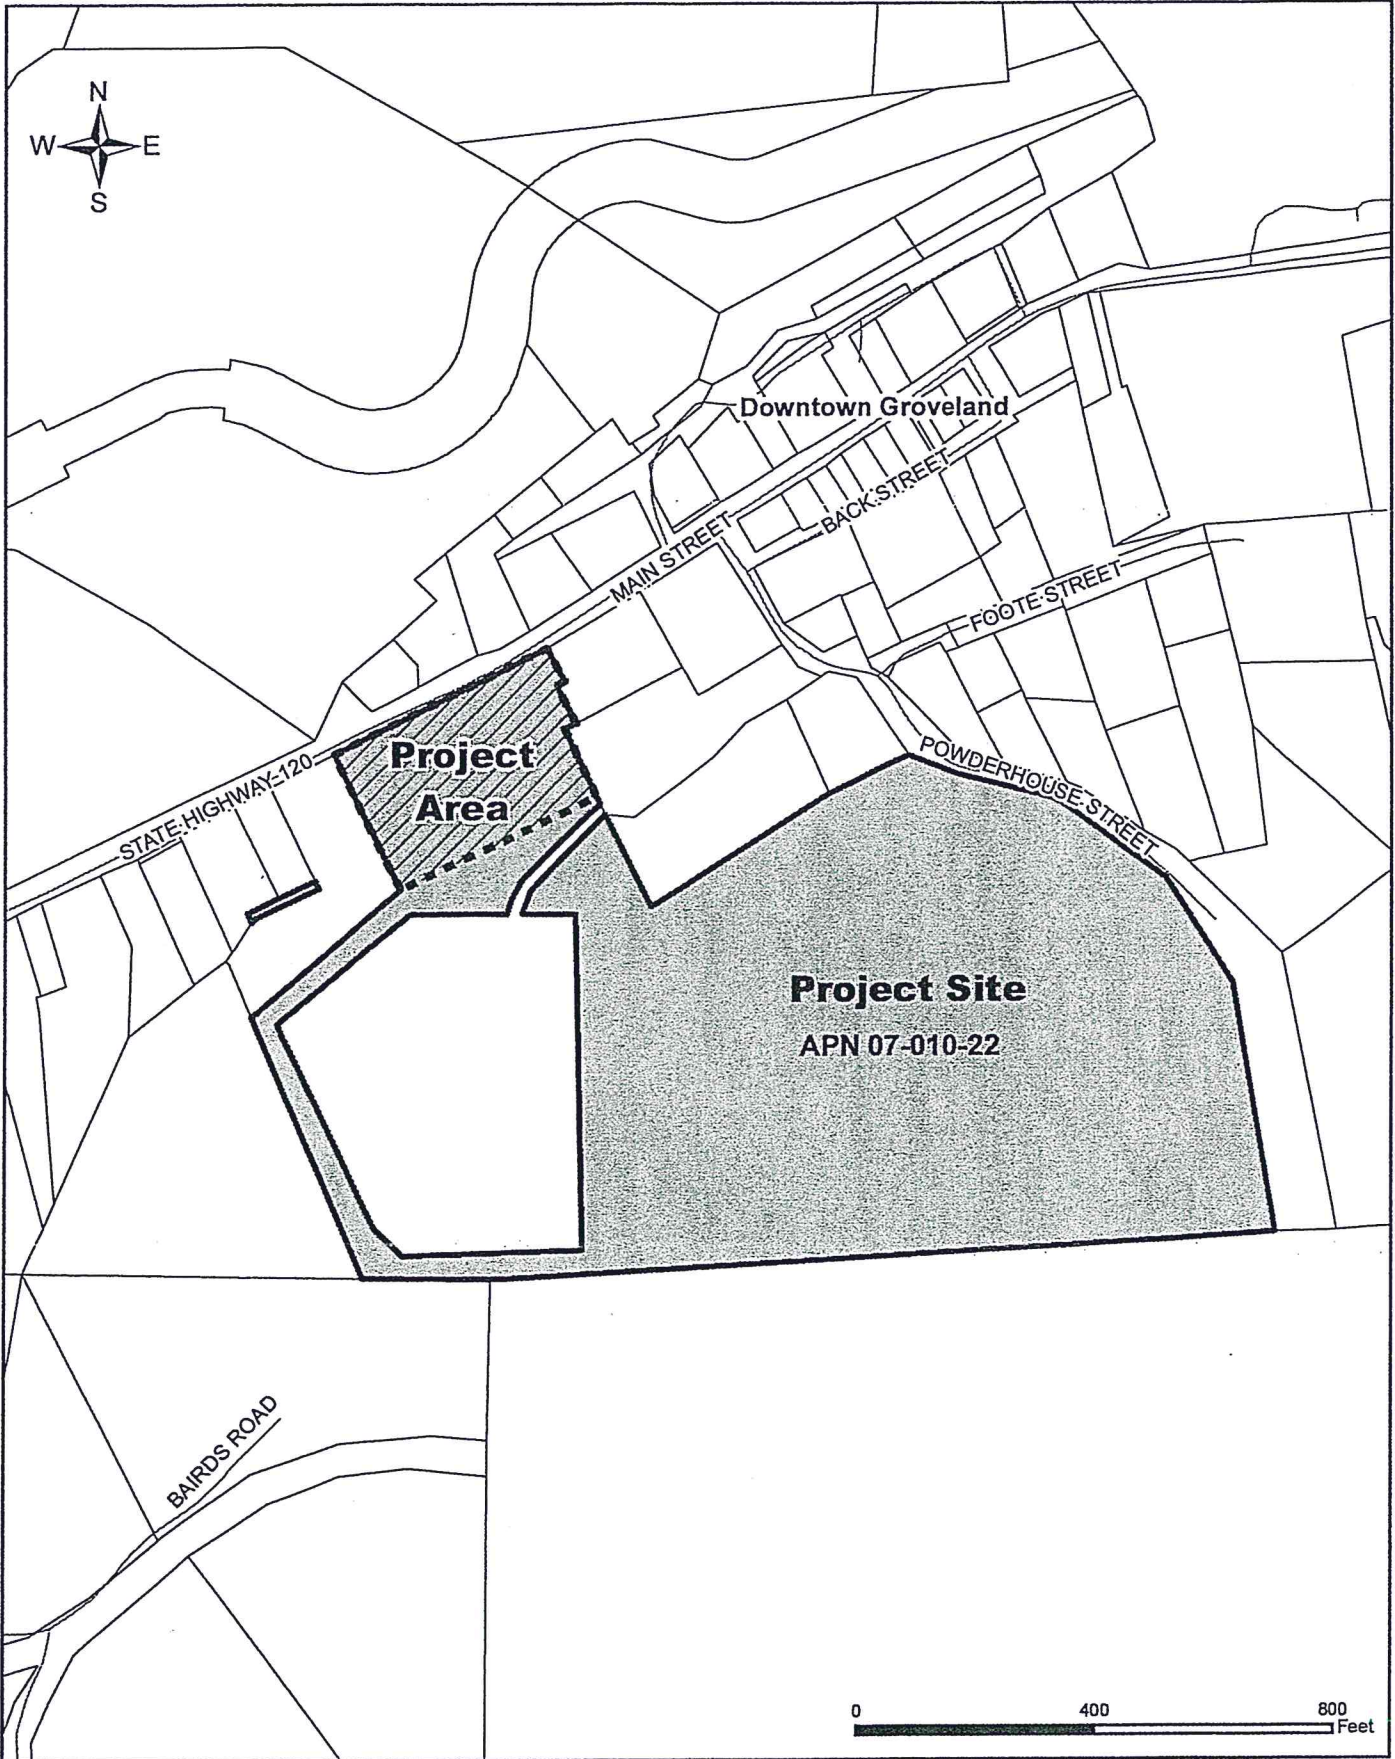 N
W E
S
Downtown Groveland
BACK STREET
MAIN STREET
FOOTE STREET
POWDERHOUSE STREET
STATE HIGHWAY 120
Project
Area
Project Site
APN 07-010-22
BAIRDS ROAD
0 400 800
Feet